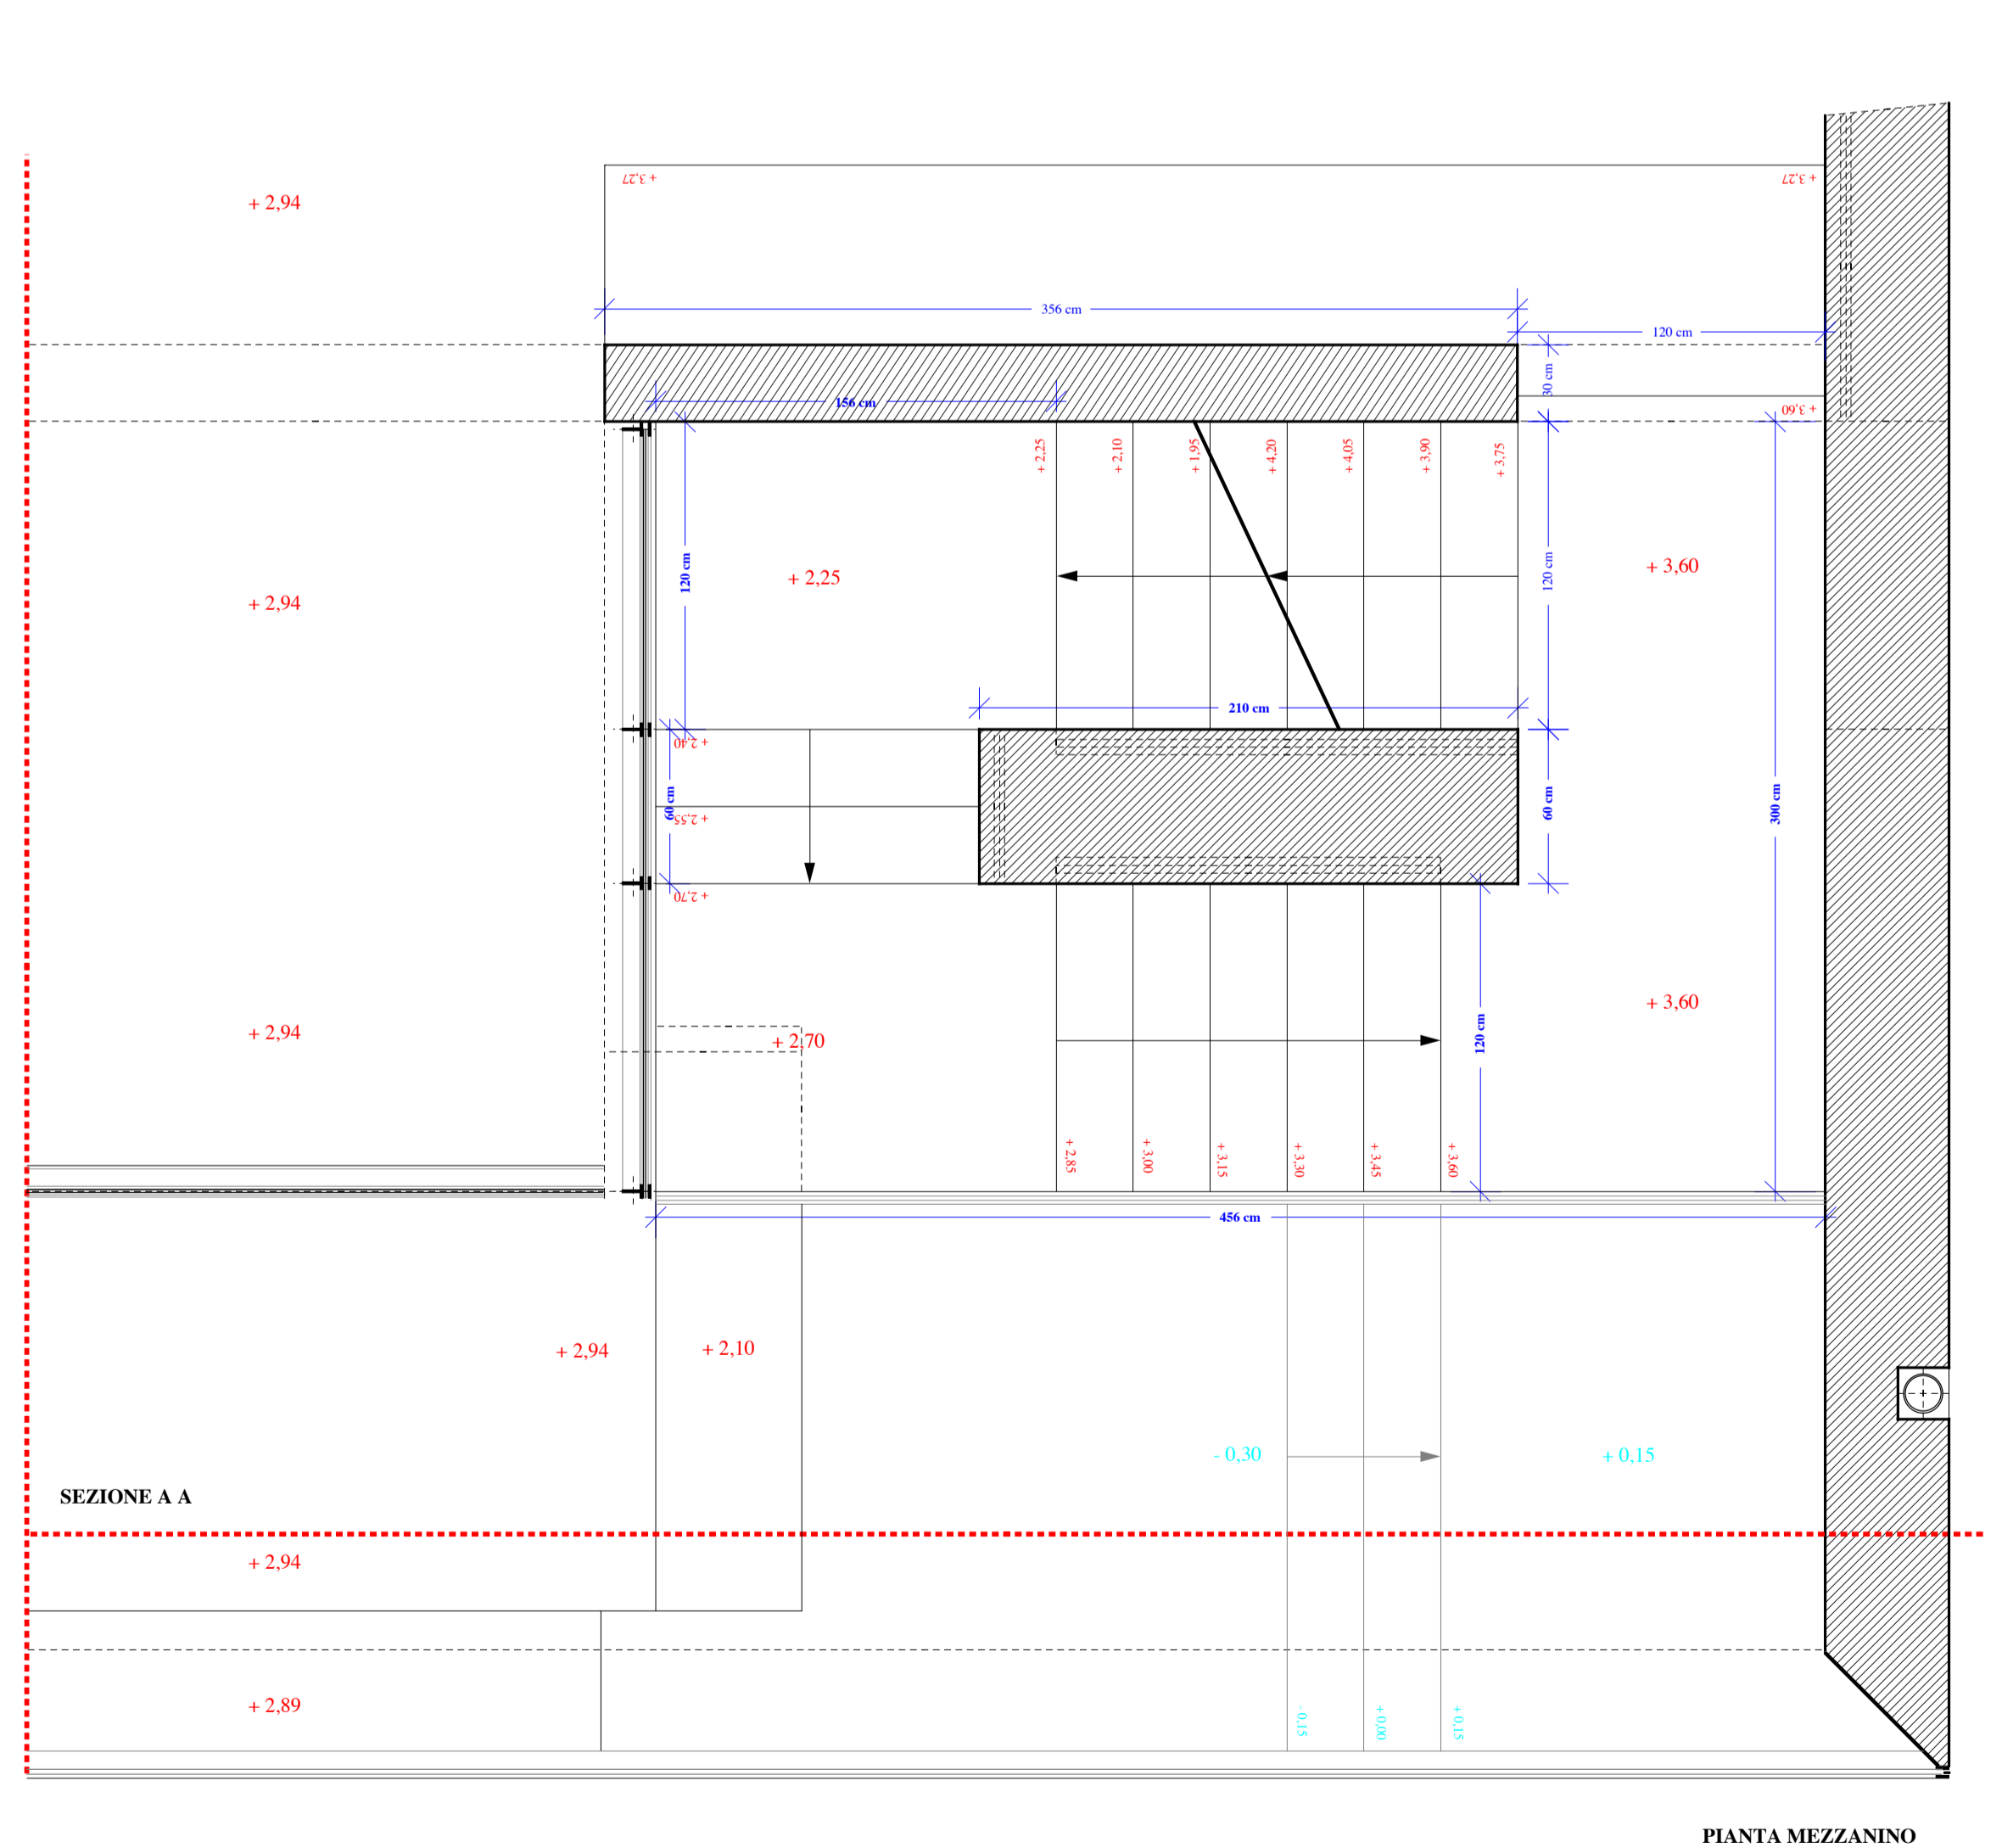 + 2,94
+ 3,27
+ 3,27
356 cm
120 cm
30 cm
156 cm
+ 3,60
+ 2,25
+ 2,10
+ 1,95
+ 4,20
+ 4,05
+ 3,90
+ 3,75
120 cm
+ 2,25
120 cm
+ 3,60
+ 2,94
210 cm
+ 2,40
60 cm
+ 2,55
60 cm
300 cm
+ 2,70
+ 2,94
+ 2,70
120 cm
+ 3,60
+ 2,85
+ 3,00
+ 3,15
+ 3,30
+ 3,45
+ 3,60
456 cm
+ 2,94
+ 2,10
- 0,30
+ 0,15
SEZIONE A A
+ 2,94
+ 2,89
- 0,15
+ 0,00
+ 0,15
PIANTA MEZZANINO